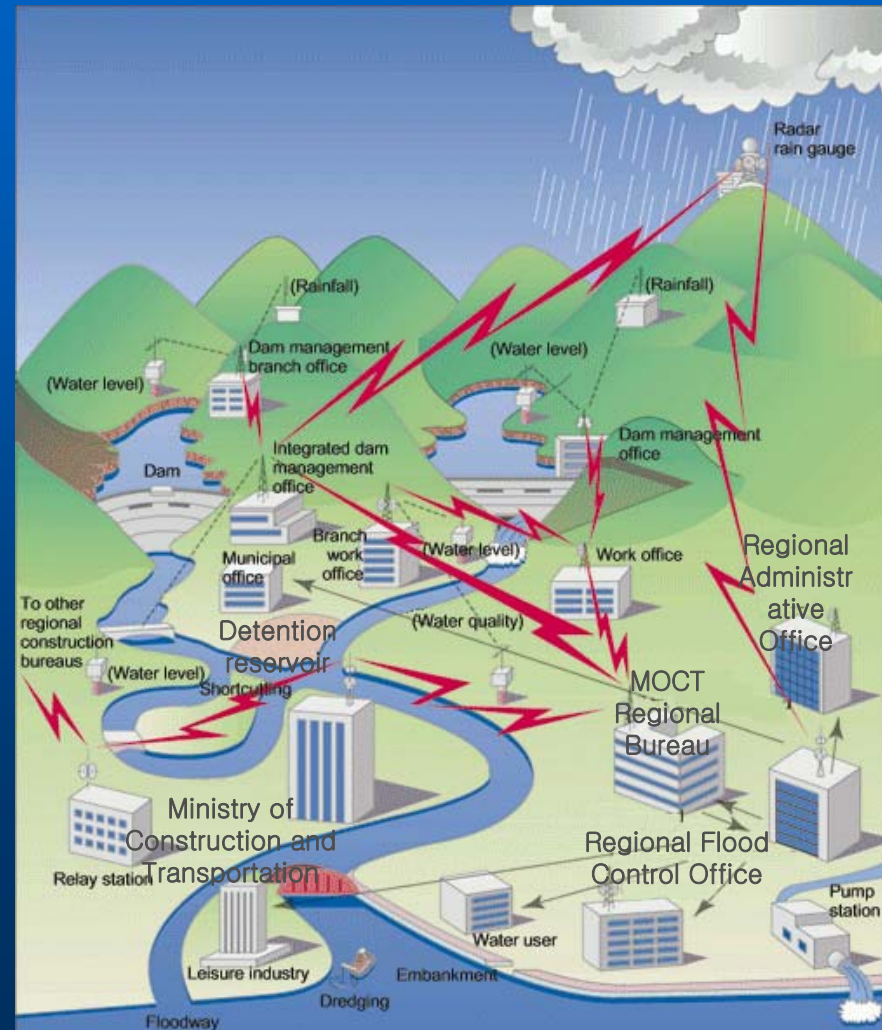 Radar
rain gauge
(Rainfall)
(Rainfall)
Dam management
branch office
(Water level)
(Water level)
Dam management
office
Dam
Integrated dam
management
office
Municipal
office
Branch
work
office
(Water level)
Work office
Regional
Administr
ative
Office
To other
regional
construction
bureaus
(Water level)
Detention
reservoir
Shortcutting
(Water quality)
MOCT
Regional
Bureau
Ministry of
Construction and
Transportation
Relay station
Regional Flood
Control Office
Pump
station
Water user
Leisure industry
Embankment
Dredging
Floodway